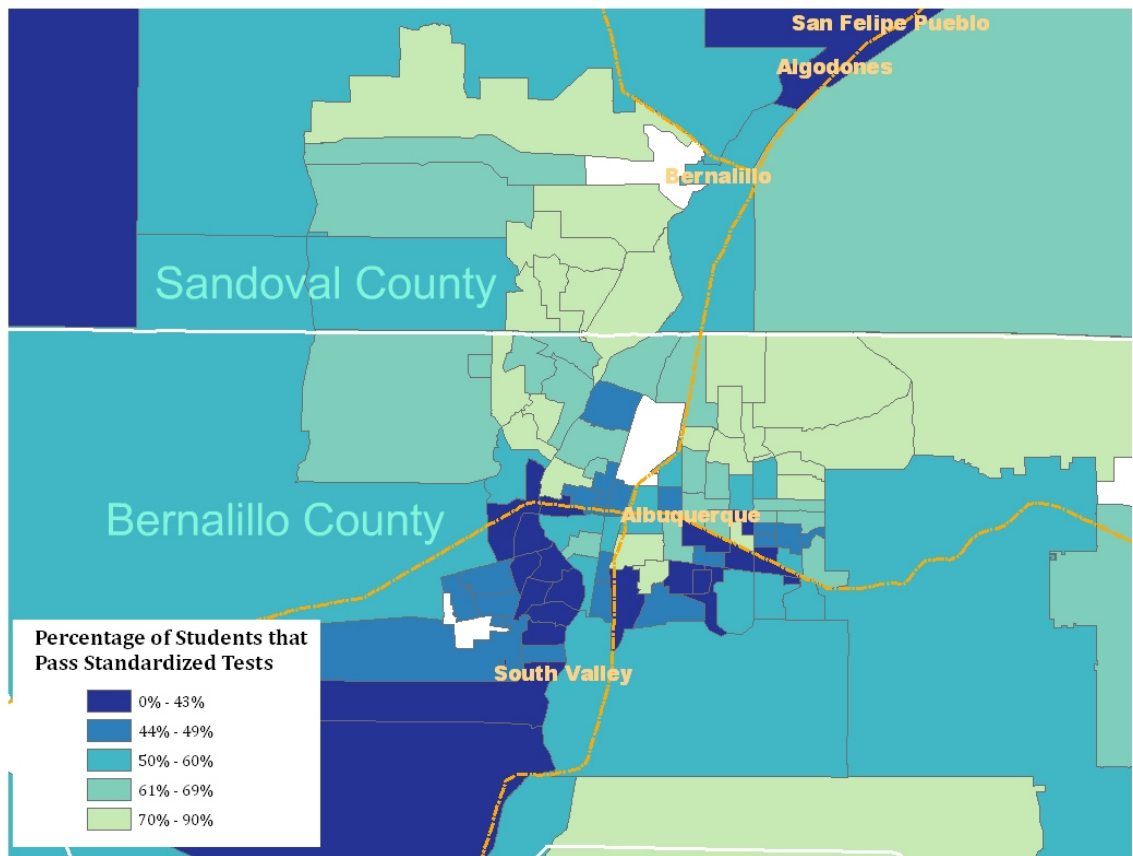 San Felipe Pueblo
Algodones
Bernalillo
Sandoval County
Bernalillo County
Albuquerque
South Valley
Percentage of Students that
Pass Standardized Tests
0% - 43%
44% - 49%
50% - 60%
61% - 69%
70% - 90%